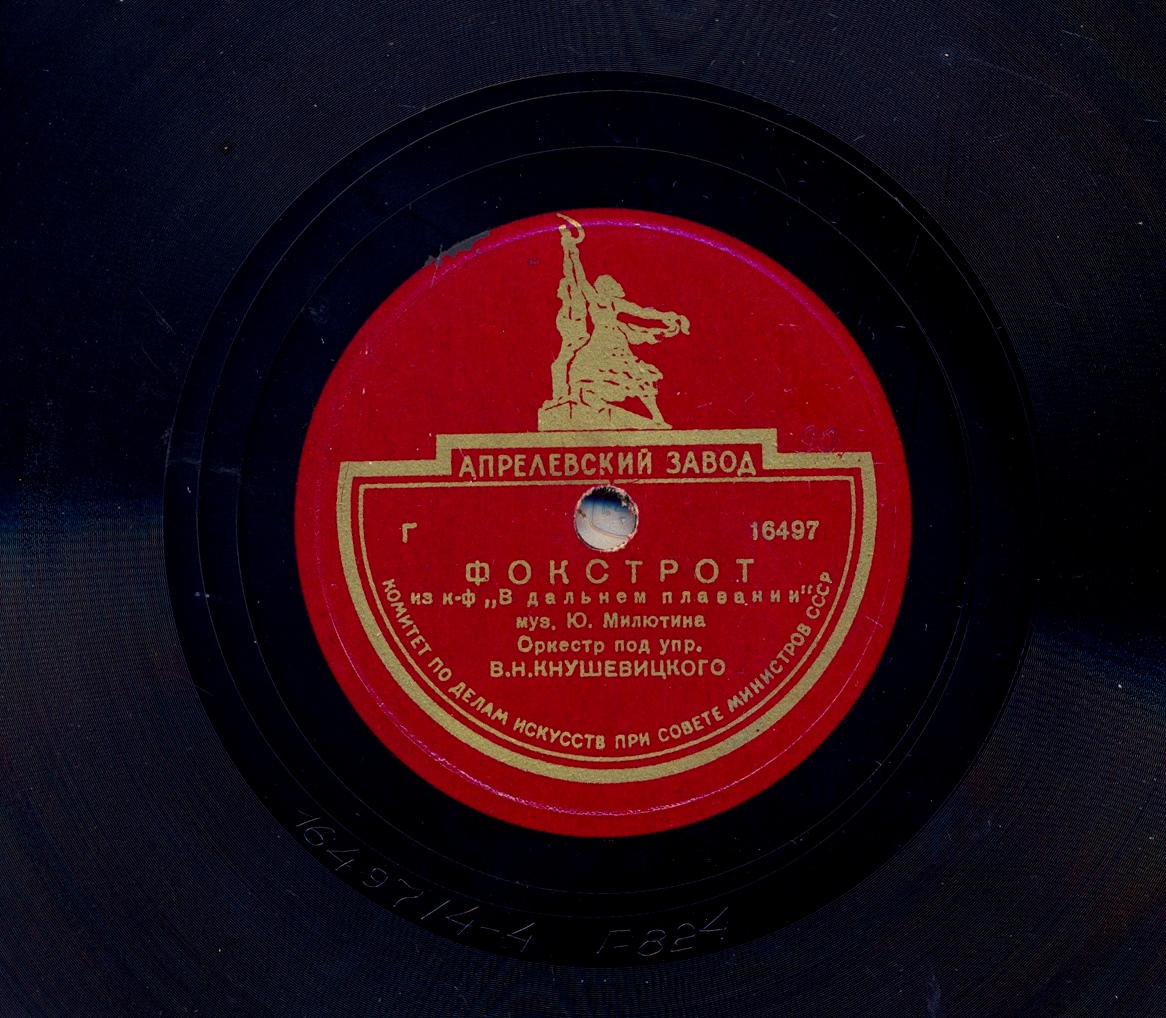 АПРЕЛЕВСКИЙ ЗАВОД
Г 16497
ФОКСТРОТ
из к-ф „В дальнем плавании"
муз. Ю. Милютина
Оркестр под упр.
В.Н.КНУШЕВИЦКОГО
КОМИТЕТ ПО ДЕЛАМ ИСКУССТВ ПРИ СОВЕТЕ МИНИСТРОВ СССР
16497/4-4 Г-824